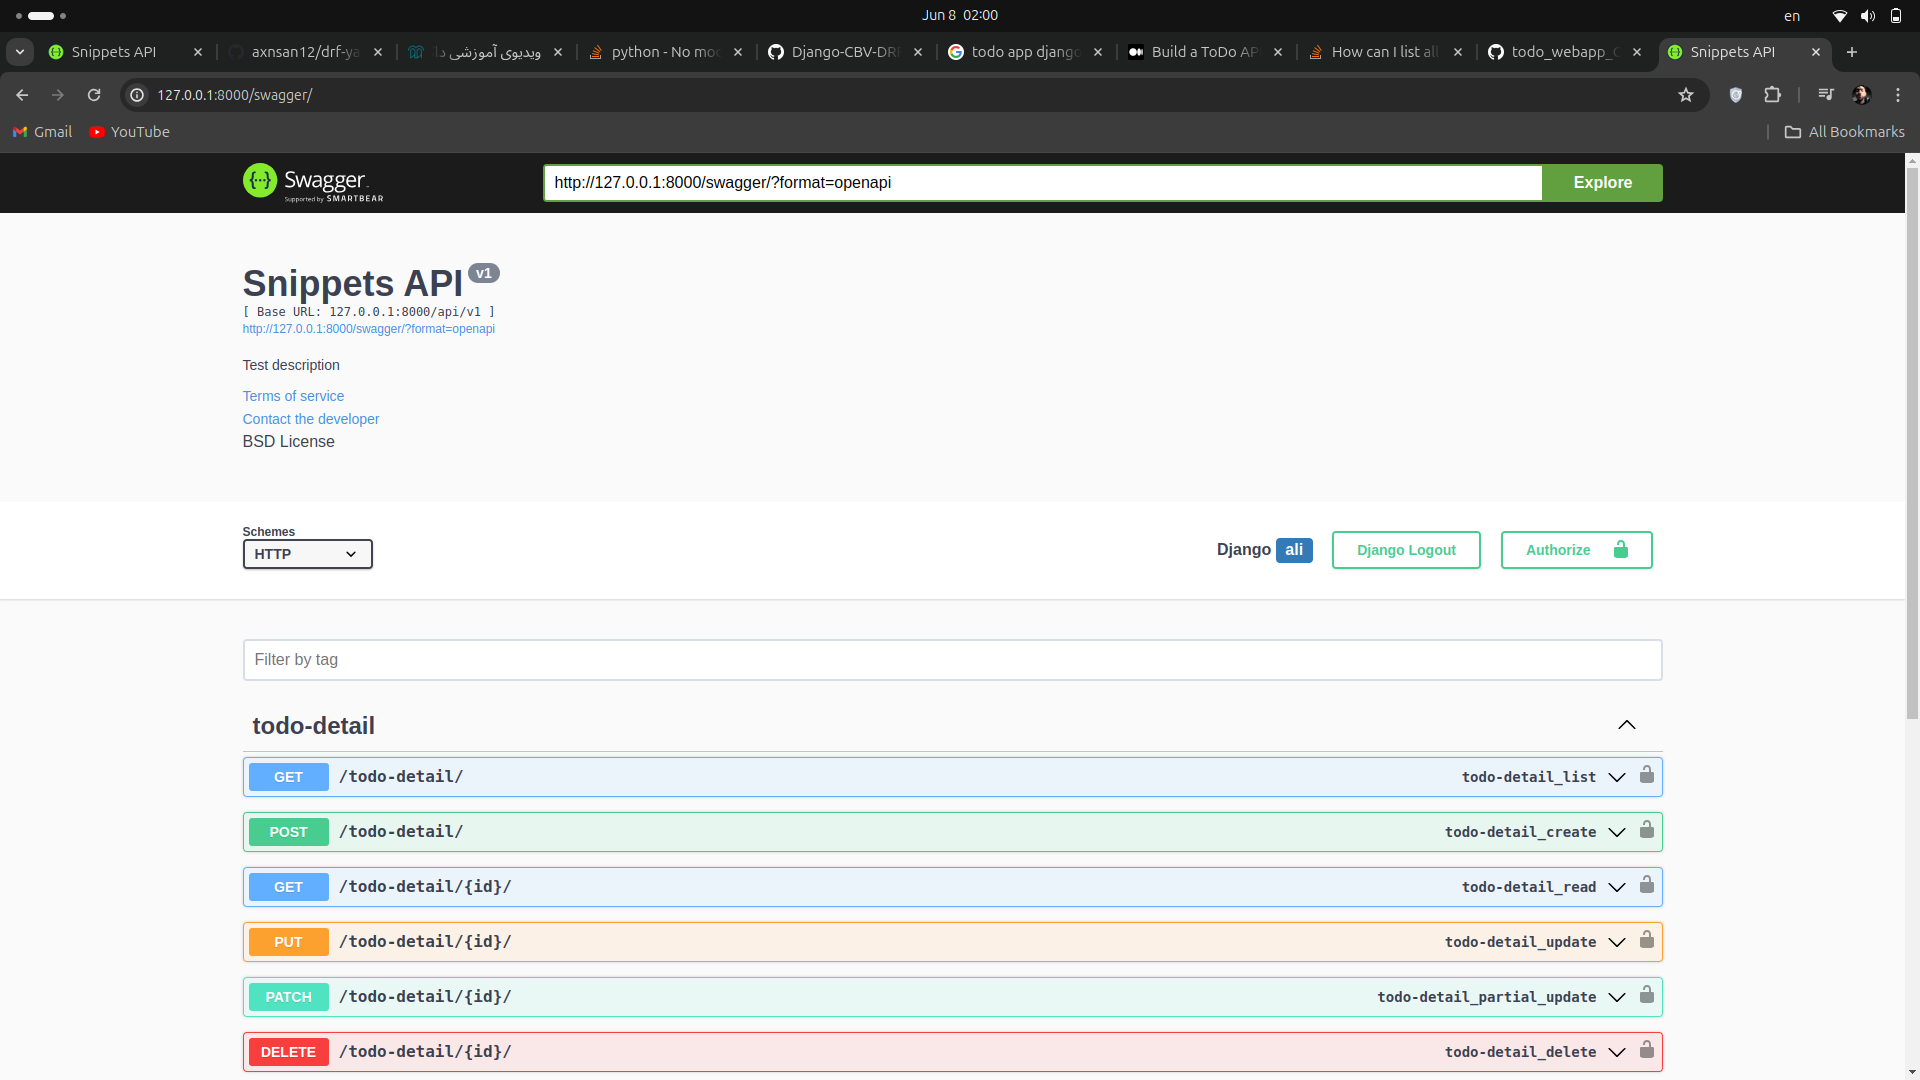 Jun 8 02:00
en
Snippets API
axnsan12/drf-ya
ویدیوی آموزشی دا
python - No mod
Django-CBV-DRF
todo app django
Build a ToDo API
How can I list all
todo_webapp_C
Snippets API
127.0.0.1:8000/swagger/
Gmail
YouTube
All Bookmarks
Swagger
Supported by SMARTBEAR
http://127.0.0.1:8000/swagger/?format=openapi
Explore
Snippets API v1
[ Base URL: 127.0.0.1:8000/api/v1 ]
http://127.0.0.1:8000/swagger/?format=openapi
Test description
Terms of service
Contact the developer
BSD License
Schemes
HTTP
Django ali
Django Logout
Authorize
Filter by tag
todo-detail
GET /todo-detail/ todo-detail_list
POST /todo-detail/ todo-detail_create
GET /todo-detail/{id}/ todo-detail_read
PUT /todo-detail/{id}/ todo-detail_update
PATCH /todo-detail/{id}/ todo-detail_partial_update
DELETE /todo-detail/{id}/ todo-detail_delete